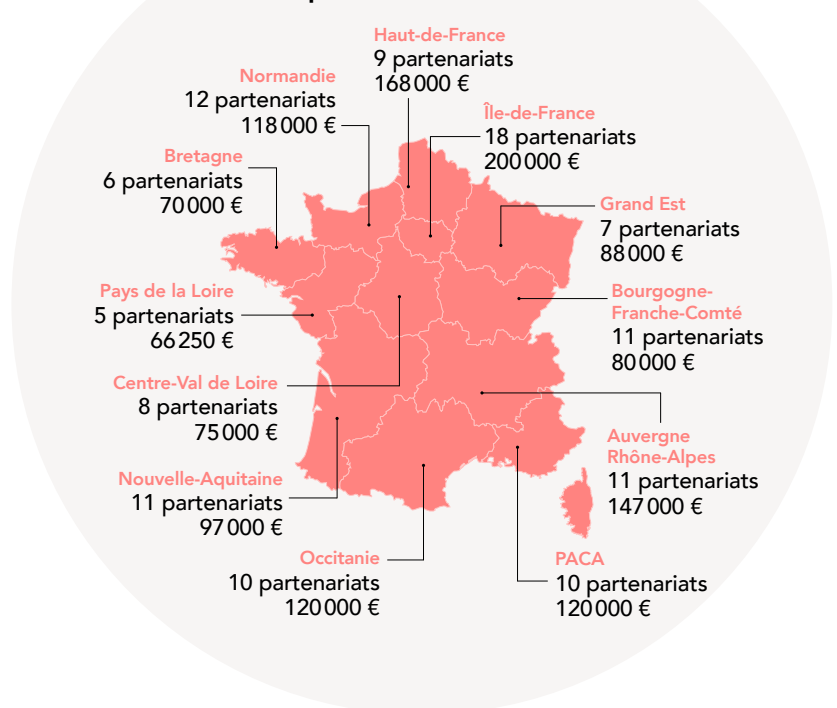 Haut-de-France
9 partenariats
168 000 €
Normandie
12 partenariats
118 000 €
Île-de-France
18 partenariats
200 000 €
Bretagne
6 partenariats
70 000 €
Grand Est
7 partenariats
88 000 €
Pays de la Loire
5 partenariats
66 250 €
Bourgogne-
Franche-Comté
11 partenariats
80 000 €
Centre-Val de Loire
8 partenariats
75 000 €
Auvergne
Rhône-Alpes
11 partenariats
147 000 €
Nouvelle-Aquitaine
11 partenariats
97 000 €
Occitanie
10 partenariats
120 000 €
PACA
10 partenariats
120 000 €